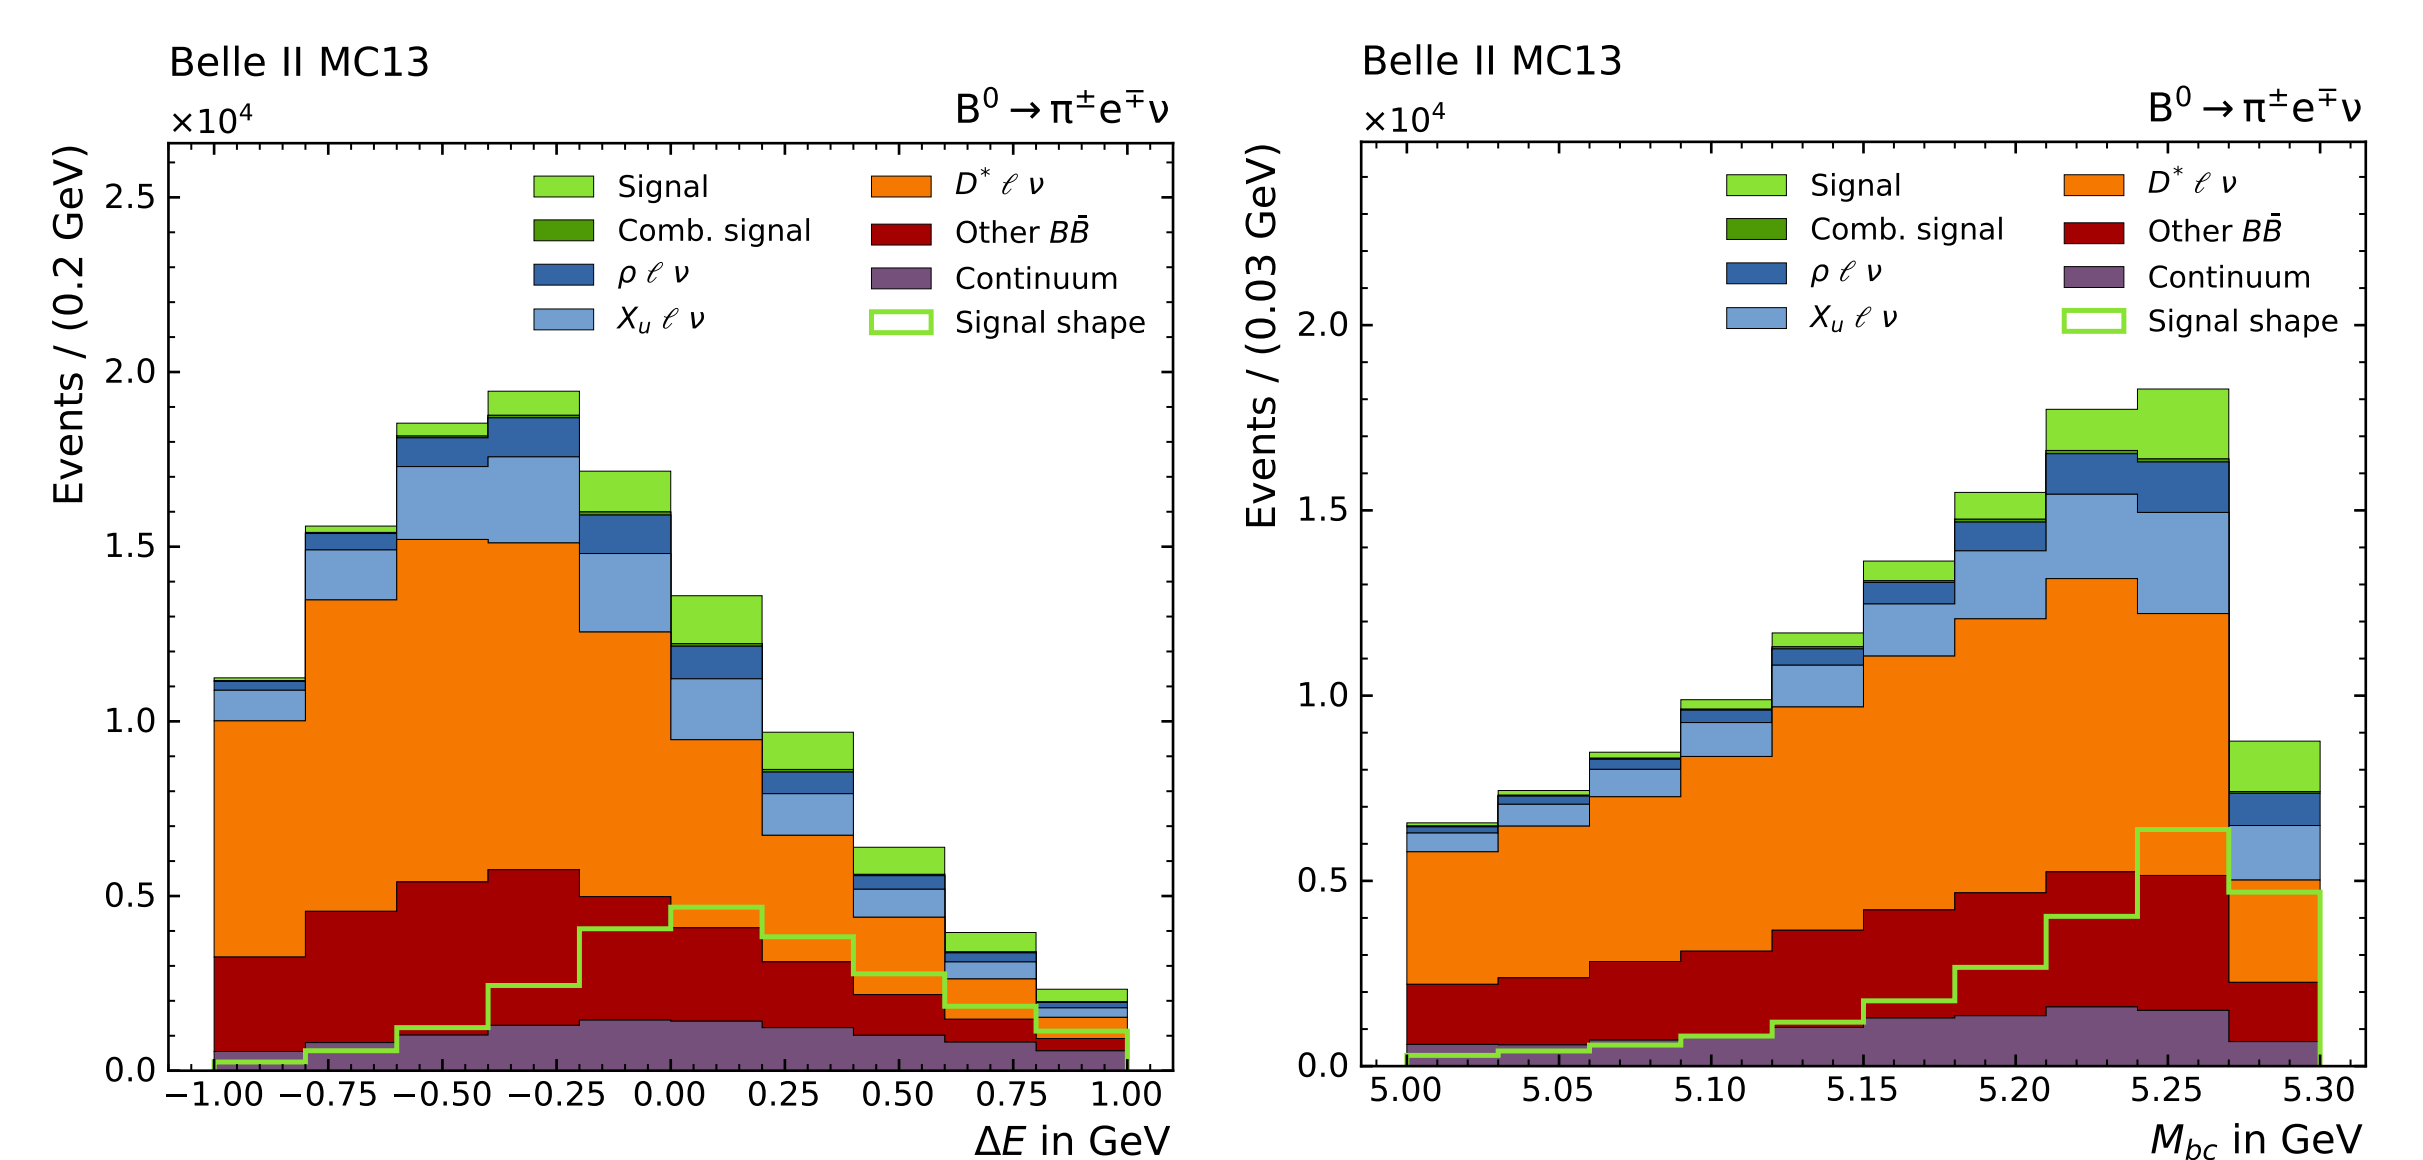 Belle II MC13
×10⁴
B⁰ → π±e∓ν
Events / (0.2 GeV)
2.5
2.0
1.5
1.0
0.5
0.0
Signal
Comb. signal
ρ ℓ ν
Xᵤ ℓ ν
D* ℓ ν
Other BB̄
Continuum
Signal shape
−1.00 −0.75 −0.50 −0.25 0.00 0.25 0.50 0.75 1.00
ΔE in GeV
Belle II MC13
×10⁴
B⁰ → π±e∓ν
Events / (0.03 GeV)
2.0
1.5
1.0
0.5
0.0
Signal
Comb. signal
ρ ℓ ν
Xᵤ ℓ ν
D* ℓ ν
Other BB̄
Continuum
Signal shape
5.00 5.05 5.10 5.15 5.20 5.25 5.30
M_bc in GeV